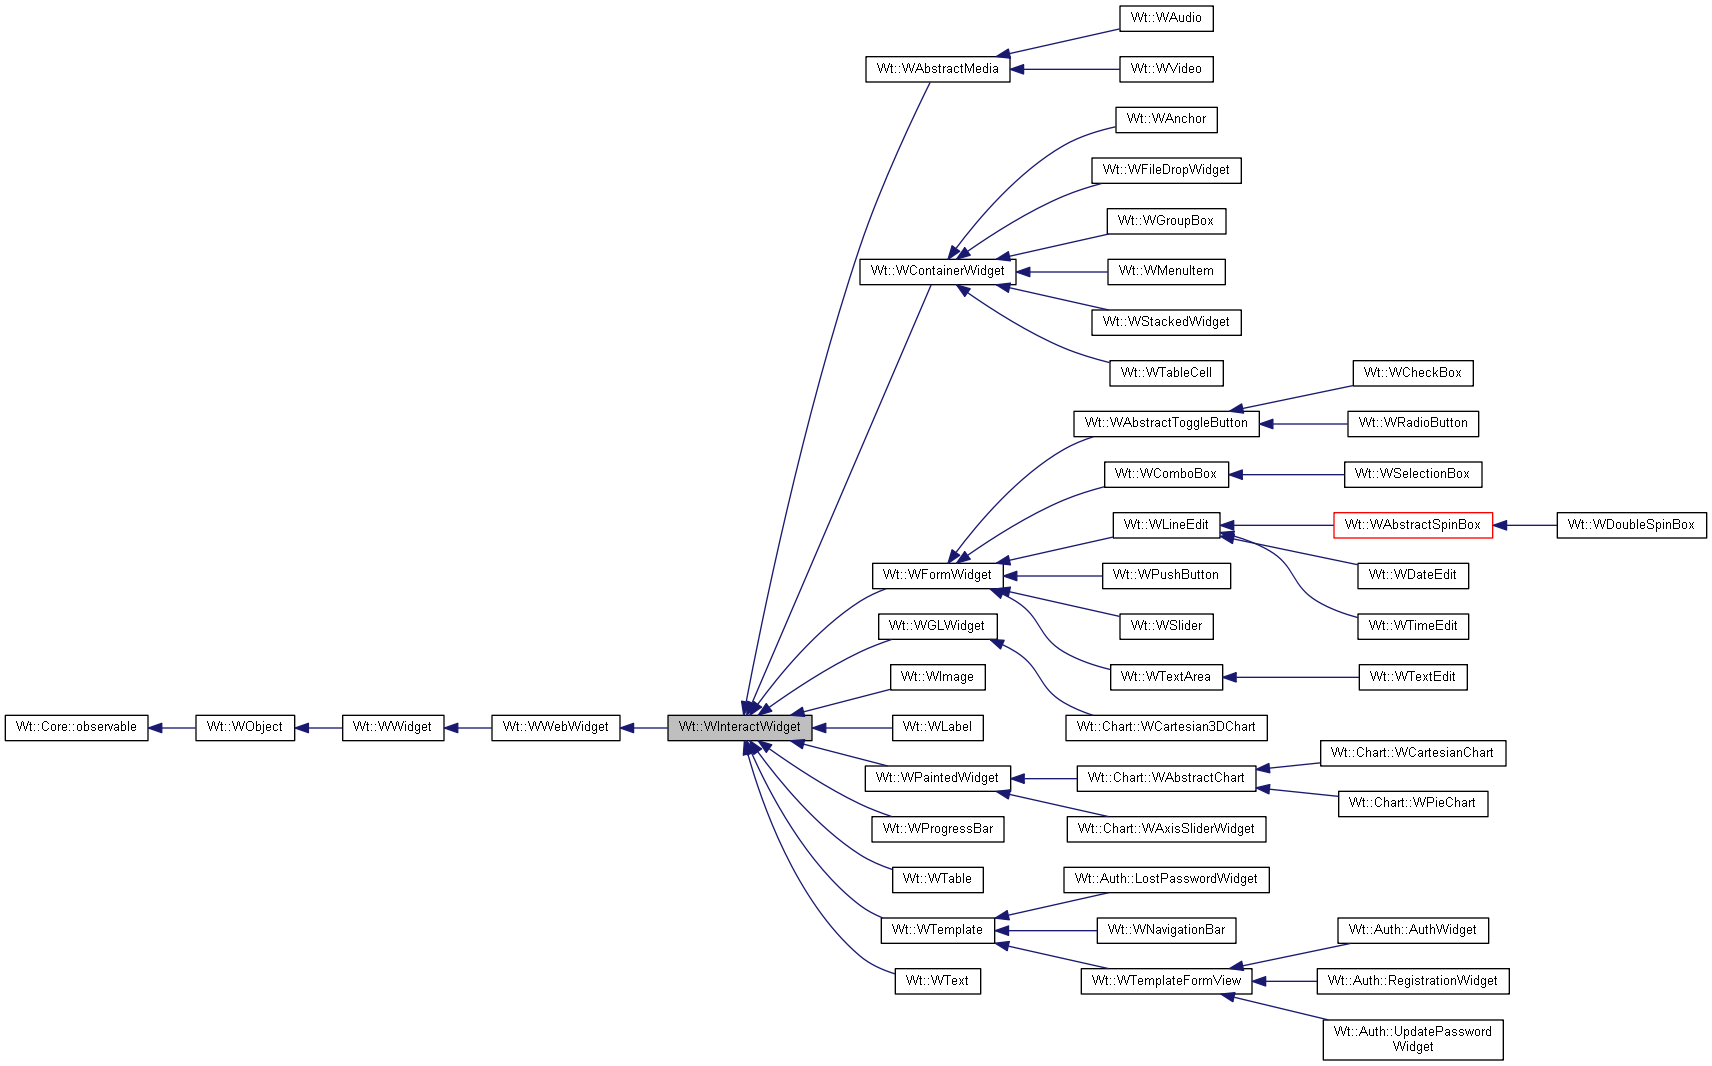 Wt::WAudio
Wt::WAbstractMedia
Wt::WVideo
Wt::WAnchor
Wt::WFileDropWidget
Wt::WGroupBox
Wt::WContainerWidget
Wt::WMenuItem
Wt::WStackedWidget
Wt::WTableCell
Wt::WCheckBox
Wt::WAbstractToggleButton
Wt::WRadioButton
Wt::WComboBox
Wt::WSelectionBox
Wt::WLineEdit
Wt::WAbstractSpinBox
Wt::WDoubleSpinBox
Wt::WFormWidget
Wt::WPushButton
Wt::WDateEdit
Wt::WGLWidget
Wt::WSlider
Wt::WTimeEdit
Wt::WImage
Wt::WTextArea
Wt::WTextEdit
Wt::Core::observable
Wt::WObject
Wt::WWidget
Wt::WWebWidget
Wt::WInteractWidget
Wt::WLabel
Wt::Chart::WCartesian3DChart
Wt::Chart::WCartesianChart
Wt::WPaintedWidget
Wt::Chart::WAbstractChart
Wt::Chart::WPieChart
Wt::WProgressBar
Wt::Chart::WAxisSliderWidget
Wt::WTable
Wt::Auth::LostPasswordWidget
Wt::WTemplate
Wt::WNavigationBar
Wt::Auth::AuthWidget
Wt::WText
Wt::WTemplateFormView
Wt::Auth::RegistrationWidget
Wt::Auth::UpdatePassword
Widget